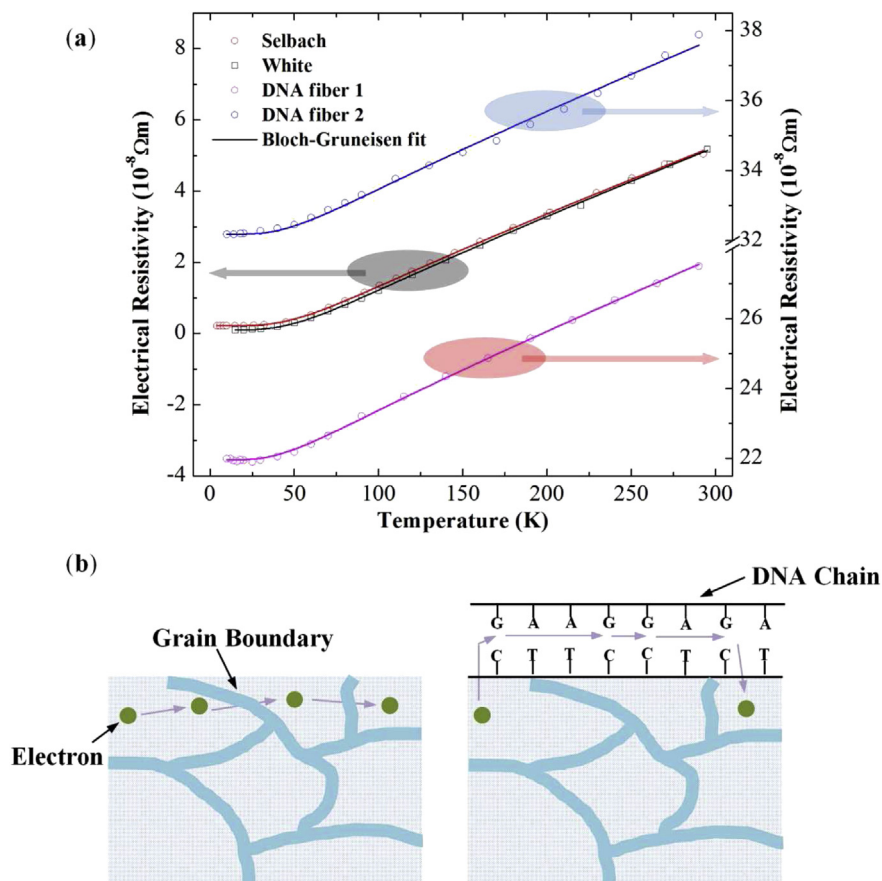 (a)
Selbach
White
DNA fiber 1
DNA fiber 2
Bloch-Gruneisen fit
Electrical Resistivity (10⁻⁸Ωm)
8
6
4
2
0
-2
-4
38
36
34
32
26
24
22
Electrical Resistivity (10⁻⁸Ωm)
0 50 100 150 200 250 300
Temperature (K)
(b)
DNA Chain
G A A G G A G A
C T T C C T C T
Grain Boundary
Electron